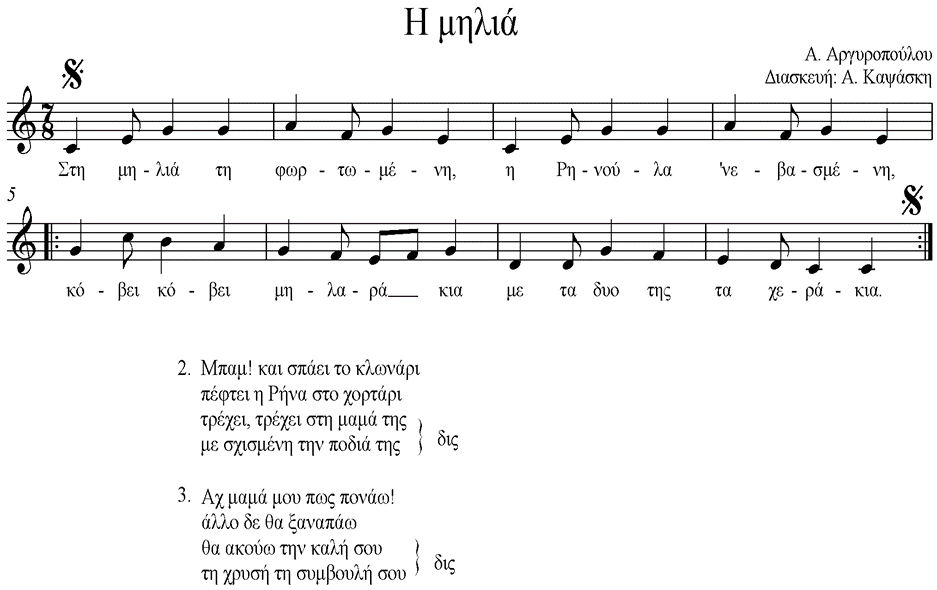 Η μηλιά
Α. Αργυροπούλου
Διασκευή: Α. Καψάσκη
7
8
Στη μη - λιά τη φωρ - τω - μέ - νη, η Ρη - νού - λα 'νε - βα - σμέ - νη,
5
κό - βει κό - βει μη - λα - ρά___ κια με τα δυο της τα χε - ρά - κια.
2. Μπαμ! και σπάει το κλωνάρι
πέφτει η Ρήνα στο χορτάρι
τρέχει, τρέχει στη μαμά της
με σχισμένη την ποδιά της } δις
3. Αχ μαμά μου πως πονάω!
άλλο δε θα ξαναπάω
θα ακούω την καλή σου
τη χρυσή τη συμβουλή σου } δις